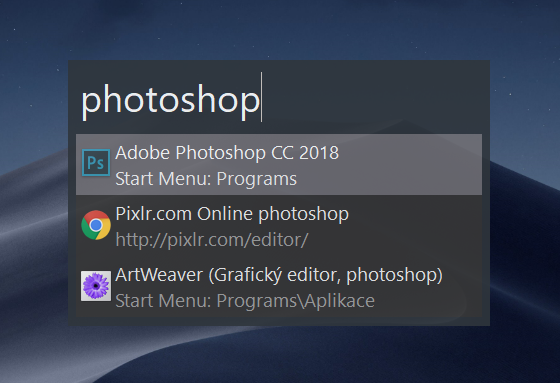 photoshop
Ps
Adobe Photoshop CC 2018
Start Menu: Programs
Pixlr.com Online photoshop
http://pixlr.com/editor/
ArtWeaver (Grafický editor, photoshop)
Start Menu: Programs\Aplikace